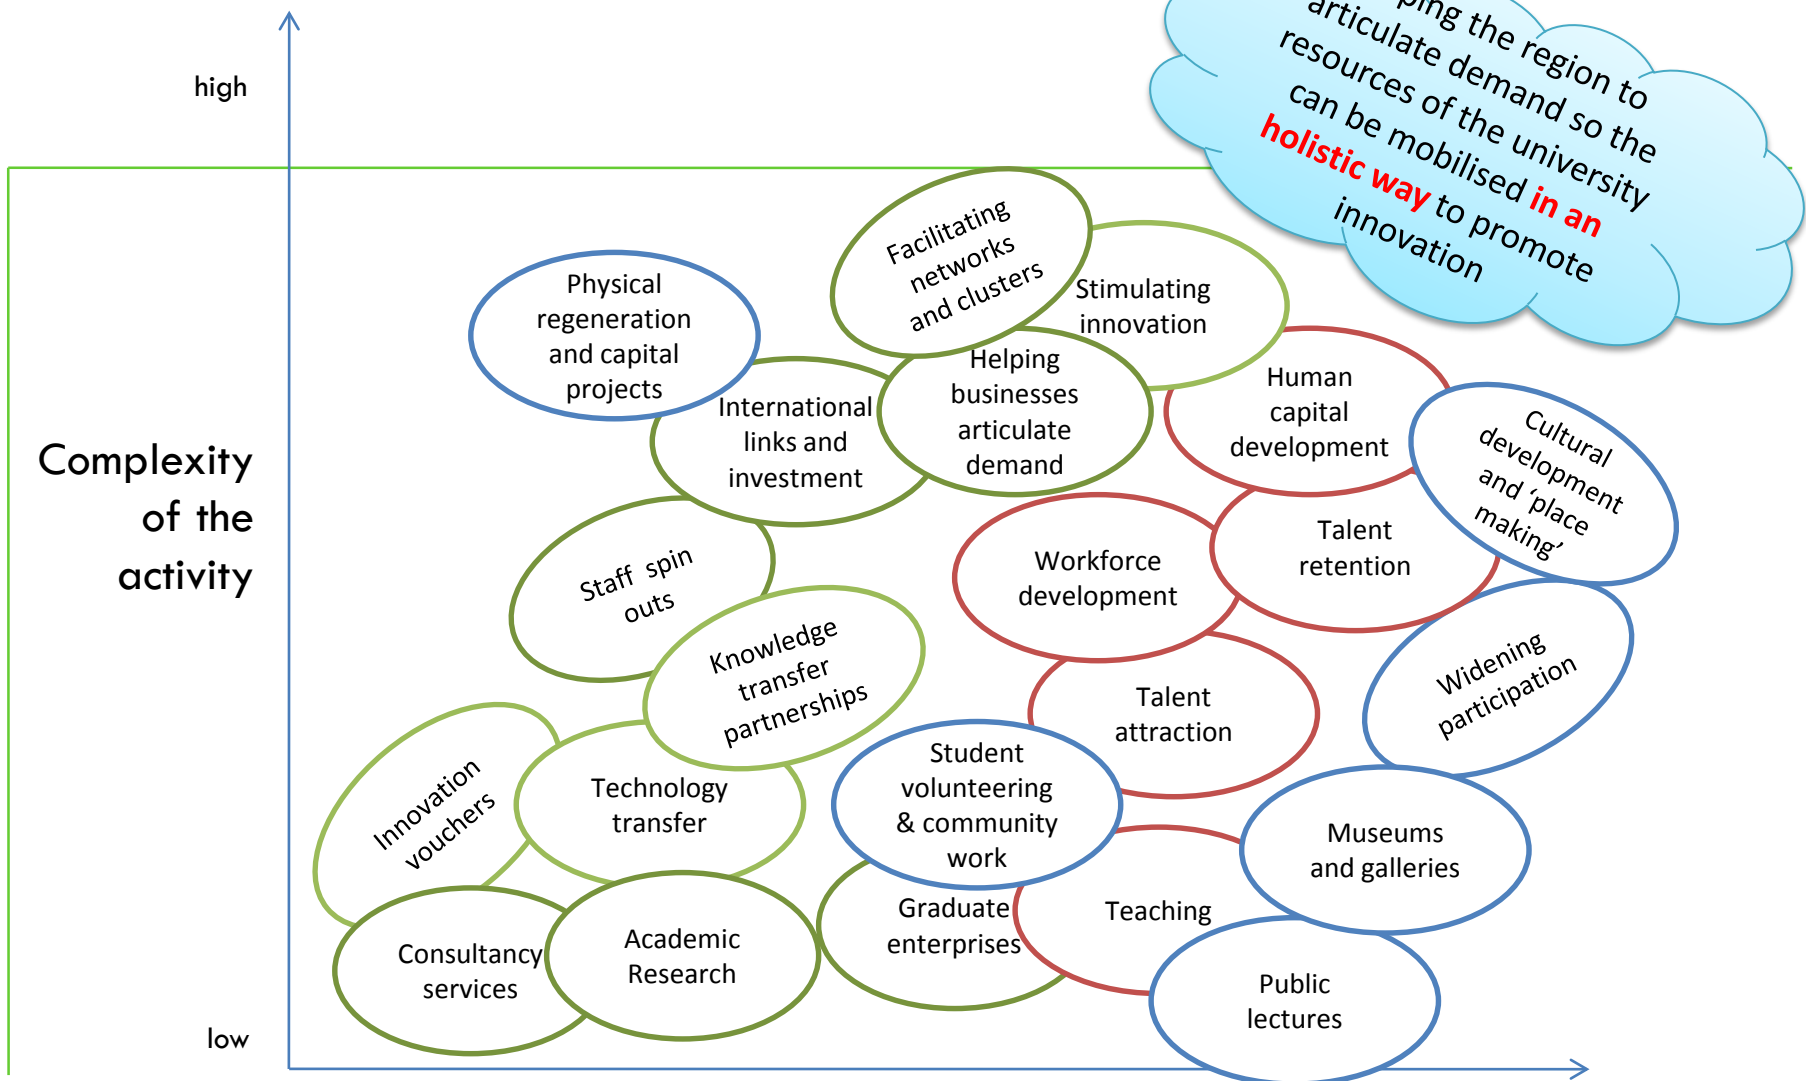 high
articulate demand so the
the region to
resources of the university
can be mobilised in an
holistic way to promote
innovation
Complexity
of the
activity
Physical
regeneration
and capital
projects
Facilitating
networks
and clusters
Stimulating
innovation
International
links and
investment
Helping
businesses
articulate
demand
Human
capital
development
Cultural
development
and ‘place
making’
Staff spin
outs
Workforce
development
Talent
retention
Knowledge
transfer
partnerships
Talent
attraction
Widening
participation
Innovation
vouchers
Technology
transfer
Student
volunteering
& community
work
Museums
and galleries
Consultancy
services
Academic
Research
Graduate
enterprises
Teaching
Public
lectures
low